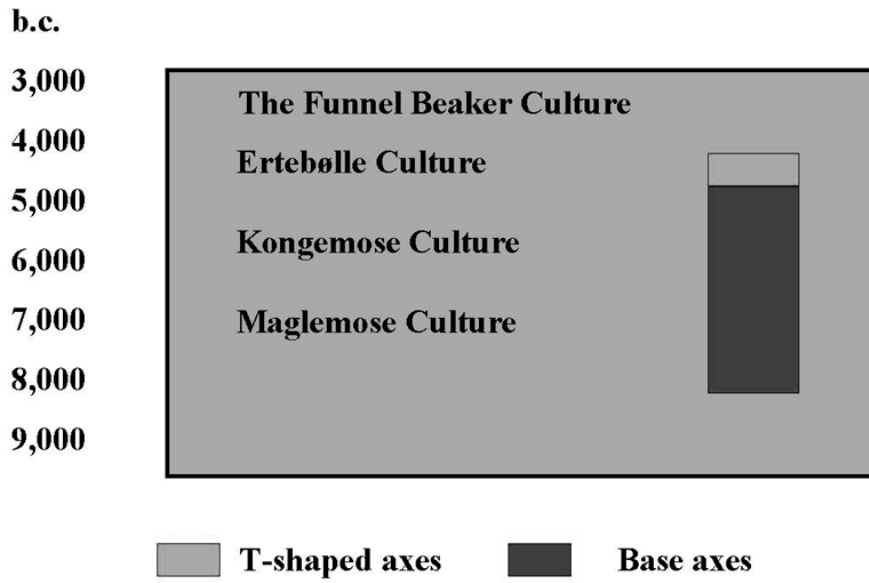 b.c.
3,000
The Funnel Beaker Culture
4,000
Ertebølle Culture
5,000
Kongemose Culture
6,000
7,000
Maglemose Culture
8,000
9,000
T-shaped axes
Base axes